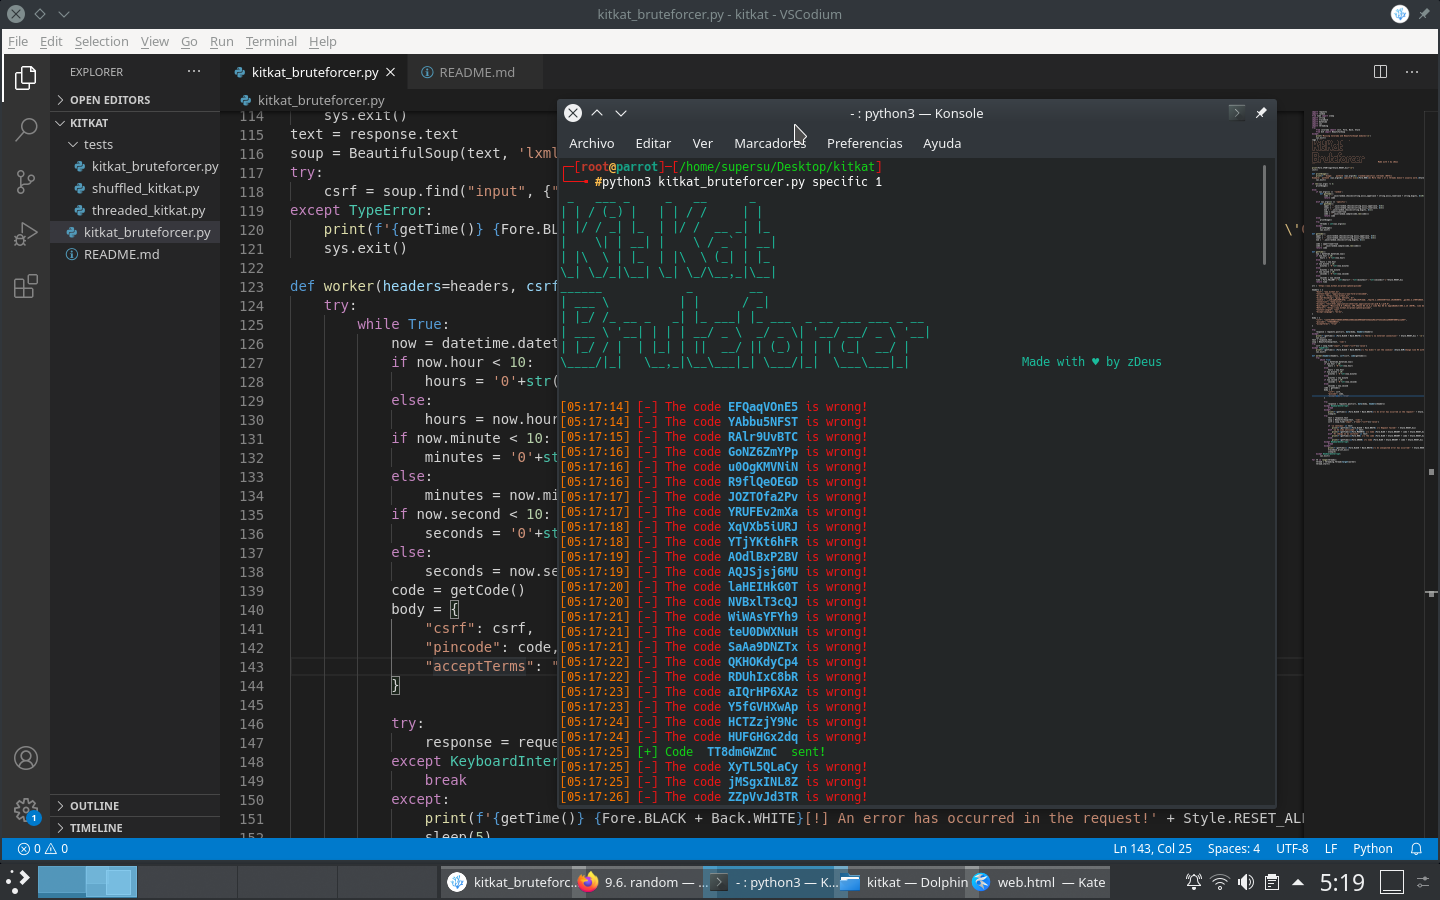 kitkat_bruteforcer.py - kitkat - VSCodium
File Edit Selection View Go Run Terminal Help
EXPLORER ···
OPEN EDITORS
KITKAT
tests
kitkat_bruteforcer.py
shuffled_kitkat.py
threaded_kitkat.py
kitkat_bruteforcer.py
README.md
OUTLINE
TIMELINE
kitkat_bruteforcer.py
README.md
kitkat_bruteforcer.py
114 sys.exit()
115 text = response.text
116 soup = BeautifulSoup(text, 'lxml
117 try:
118 csrf = soup.find("input", {"
119 except TypeError:
120 print(f'{getTime()} {Fore.BL
121 sys.exit()
122
123 def worker(headers=headers, csrf
124 try:
125 while True:
126 now = datetime.datet
127 if now.hour < 10:
128 hours = '0'+str(
129 else:
130 hours = now.hour
131 if now.minute < 10:
132 minutes = '0'+st
133 else:
134 minutes = now.mi
135 if now.second < 10:
136 seconds = '0'+st
137 else:
138 seconds = now.se
139 code = getCode()
140 body = {
141 "csrf": csrf,
142 "pincode": code,
143 "acceptTerms": "
144 }
145
146 try:
147 response = reque
148 except KeyboardInter
149 break
150 except:
151 print(f'{getTime()} {Fore.BLACK + Back.WHITE}[!] An error has occurred in the request!' + Style.RESET_ALL
152 sleep(5)
- : python3 — Konsole
Archivo Editar Ver Marcadores Preferencias Ayuda
[root@parrot]-[/home/supersu/Desktop/kitkat]
#python3 kitkat_bruteforcer.py specific 1
KitKat
Bruteforcer
Made with ♥ by zDeus
[05:17:14] [-] The code EFQaqVOnE5 is wrong!
[05:17:14] [-] The code YAbbu5NFST is wrong!
[05:17:15] [-] The code RAlr9UvBTC is wrong!
[05:17:16] [-] The code GoNZ6ZmYPp is wrong!
[05:17:16] [-] The code u0OgKMVNiN is wrong!
[05:17:16] [-] The code R9flQeOEGD is wrong!
[05:17:17] [-] The code JOZTOfa2Pv is wrong!
[05:17:17] [-] The code YRUFEv2mXa is wrong!
[05:17:18] [-] The code XqVXb5iURJ is wrong!
[05:17:18] [-] The code YTjYKt6hFR is wrong!
[05:17:19] [-] The code AOdlBxP2BV is wrong!
[05:17:19] [-] The code AQJSjsj6MU is wrong!
[05:17:20] [-] The code laHEIHkG0T is wrong!
[05:17:20] [-] The code NVBxlT3cQJ is wrong!
[05:17:21] [-] The code WiWAsYFYh9 is wrong!
[05:17:21] [-] The code teU0DWXNuH is wrong!
[05:17:21] [-] The code SaAa9DNZTx is wrong!
[05:17:22] [-] The code QKHOKdyCp4 is wrong!
[05:17:22] [-] The code RDUhIxC8bR is wrong!
[05:17:23] [-] The code aIQrHP6XAz is wrong!
[05:17:23] [-] The code Y5fGVHXwAp is wrong!
[05:17:24] [-] The code HCTZzjY9Nc is wrong!
[05:17:24] [-] The code HUFGHGx2dq is wrong!
[05:17:25] [+] Code TT8dmGWZmC sent!
[05:17:25] [-] The code XyTL5QLaCy is wrong!
[05:17:25] [-] The code jMSgxINL8Z is wrong!
[05:17:26] [-] The code ZZpVvJd3TR is wrong!
1
0 0
Ln 143, Col 25 Spaces: 4 UTF-8 LF Python
kitkat_bruteforc... 9.6. random — ... - : python3 — K... kitkat — Dolphin web.html — Kate 5:19